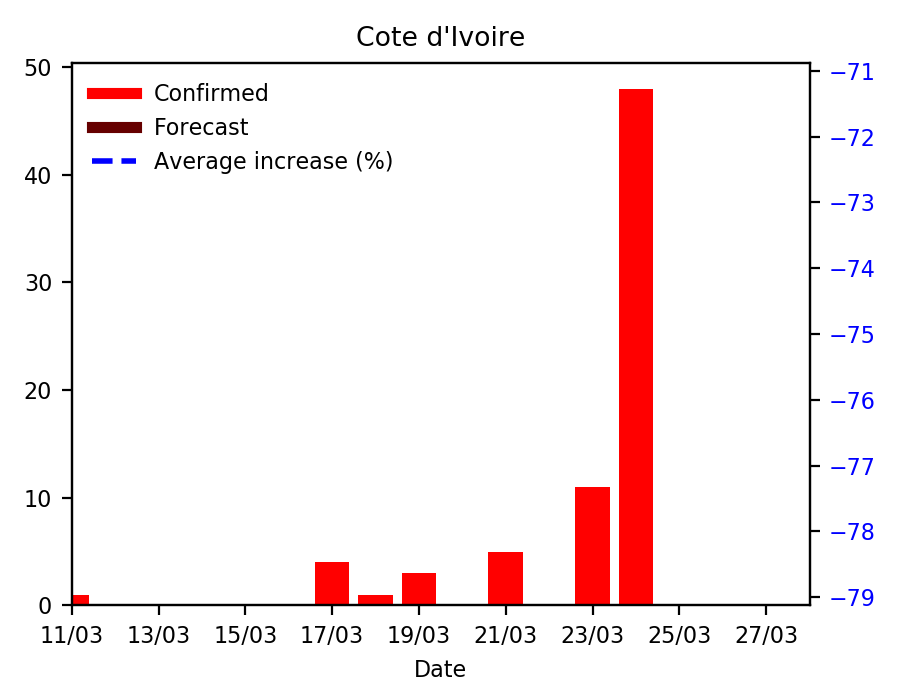 Cote d'Ivoire
50
40
30
20
10
0
Confirmed
Forecast
Average increase (%)
−71
−72
−73
−74
−75
−76
−77
−78
−79
11/03 13/03 15/03 17/03 19/03 21/03 23/03 25/03 27/03
Date